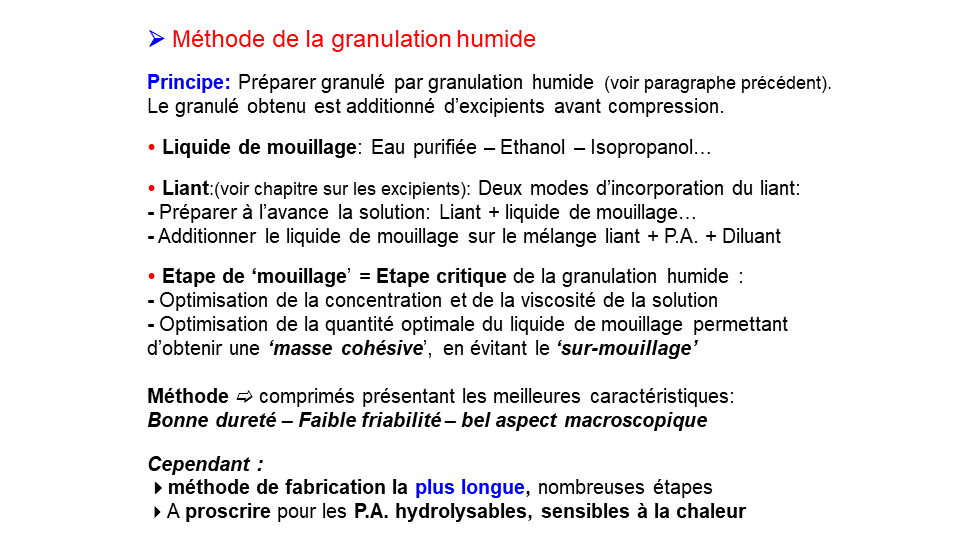 ➢ Méthode de la granulation humide
Principe: Préparer granulé par granulation humide (voir paragraphe précédent).
Le granulé obtenu est additionné d’excipients avant compression.
• Liquide de mouillage: Eau purifiée – Ethanol – Isopropanol…
• Liant:(voir chapitre sur les excipients): Deux modes d’incorporation du liant:
- Préparer à l’avance la solution: Liant + liquide de mouillage…
- Additionner le liquide de mouillage sur le mélange liant + P.A. + Diluant
• Etape de ‘mouillage’ = Etape critique de la granulation humide :
- Optimisation de la concentration et de la viscosité de la solution
- Optimisation de la quantité optimale du liquide de mouillage permettant
d’obtenir une ‘masse cohésive’, en évitant le ‘sur-mouillage’
Méthode ⇨ comprimés présentant les meilleures caractéristiques:
Bonne dureté – Faible friabilité – bel aspect macroscopique
Cependant :
méthode de fabrication la plus longue, nombreuses étapes
A proscrire pour les P.A. hydrolysables, sensibles à la chaleur